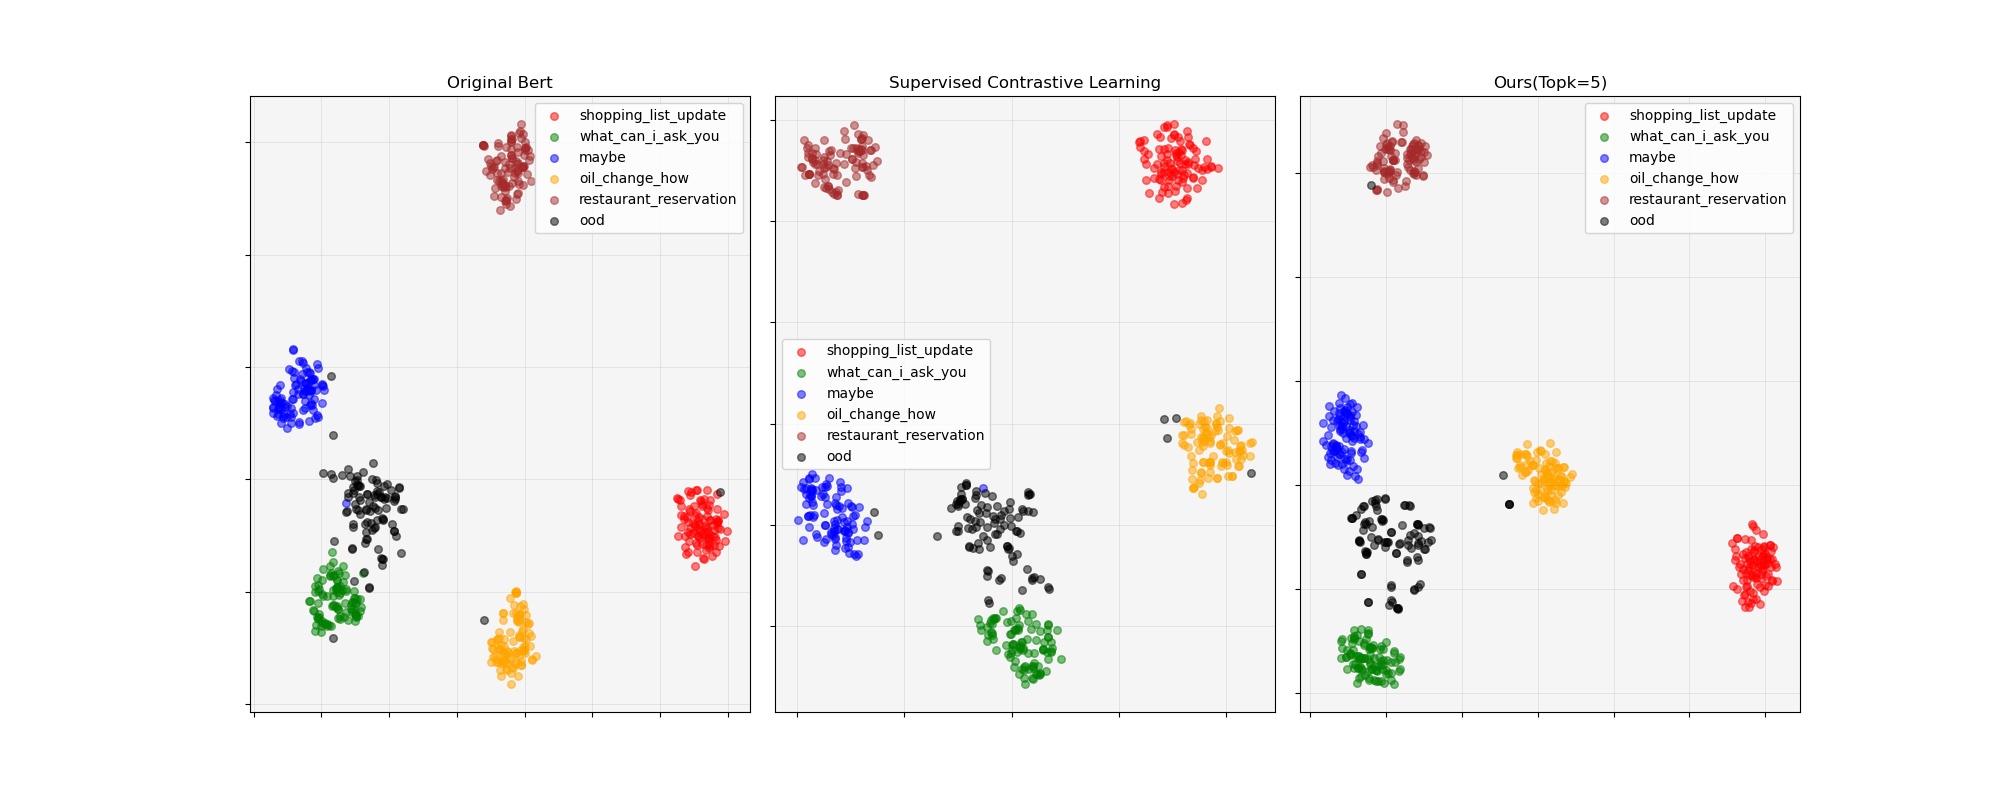 Original Bert
shopping_list_update
what_can_i_ask_you
maybe
oil_change_how
restaurant_reservation
ood
Supervised Contrastive Learning
shopping_list_update
what_can_i_ask_you
maybe
oil_change_how
restaurant_reservation
ood
Ours(Topk=5)
shopping_list_update
what_can_i_ask_you
maybe
oil_change_how
restaurant_reservation
ood